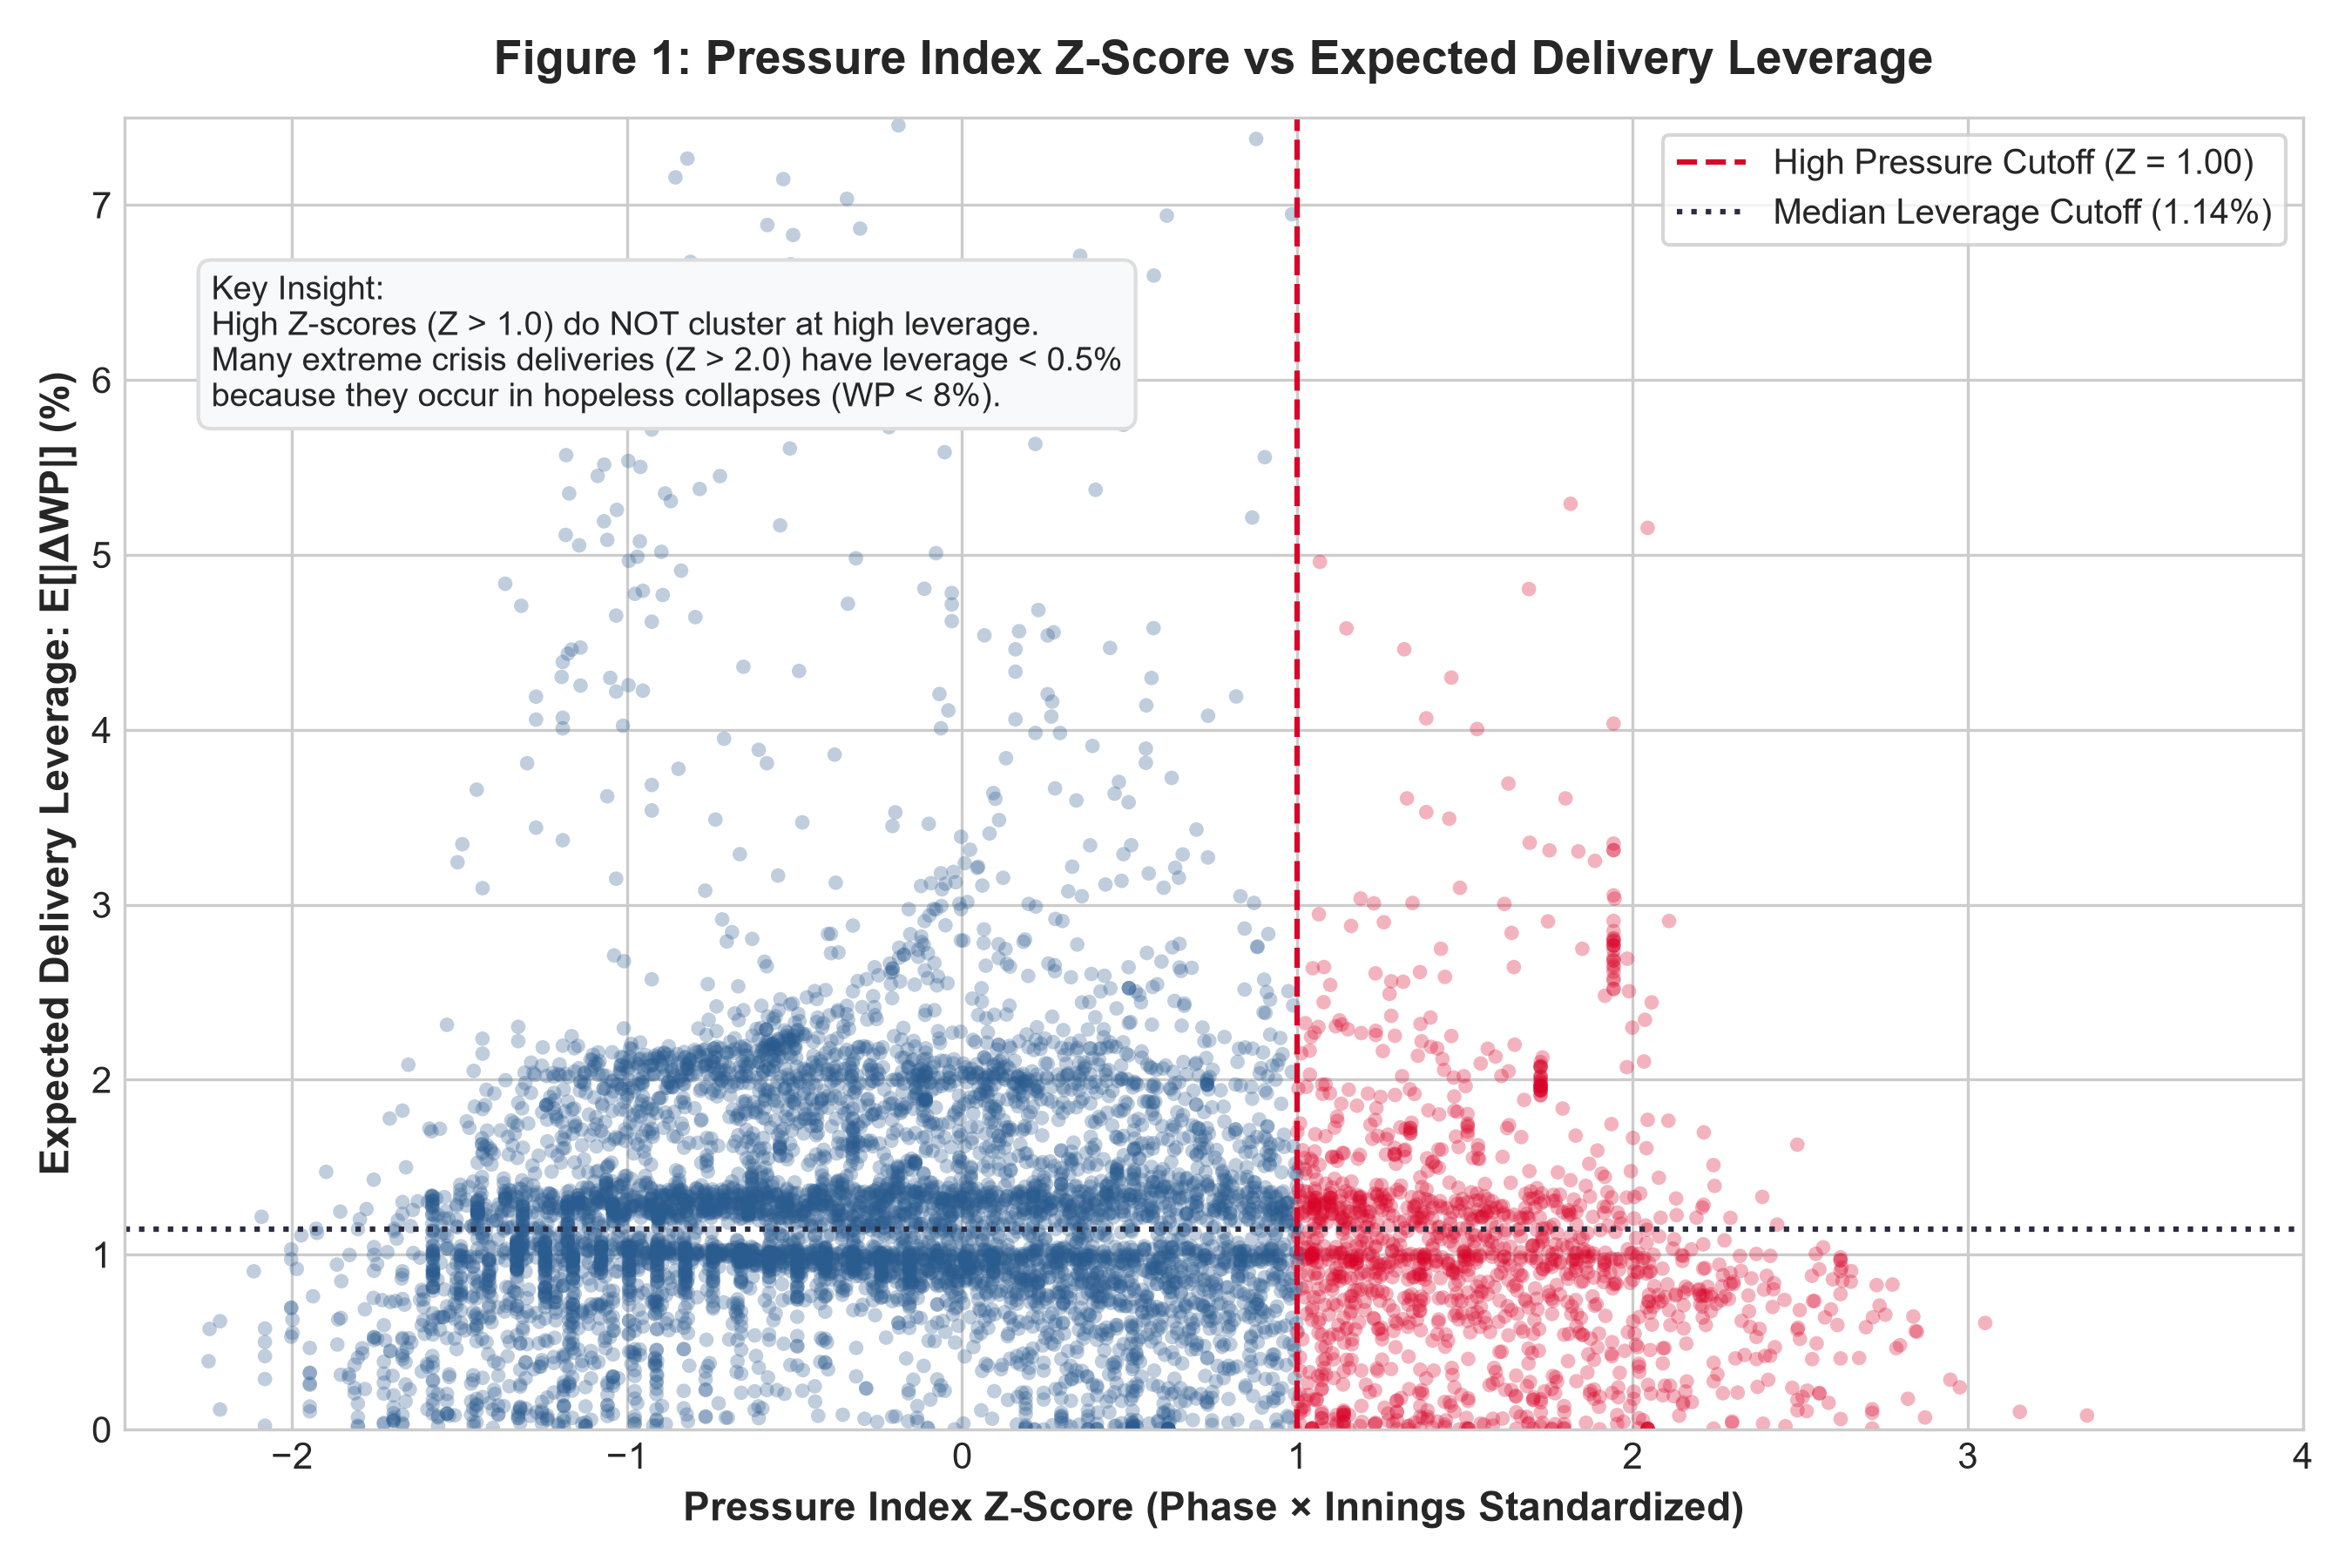 Figure 1: Pressure Index Z-Score vs Expected Delivery Leverage
High Pressure Cutoff (Z = 1.00)
Median Leverage Cutoff (1.14%)
Key Insight:
High Z-scores (Z > 1.0) do NOT cluster at high leverage.
Many extreme crisis deliveries (Z > 2.0) have leverage < 0.5%
because they occur in hopeless collapses (WP < 8%).
Expected Delivery Leverage: E[|ΔWP|] (%)
7
6
5
4
3
2
1
0
−2
−1
0
1
2
3
4
Pressure Index Z-Score (Phase × Innings Standardized)